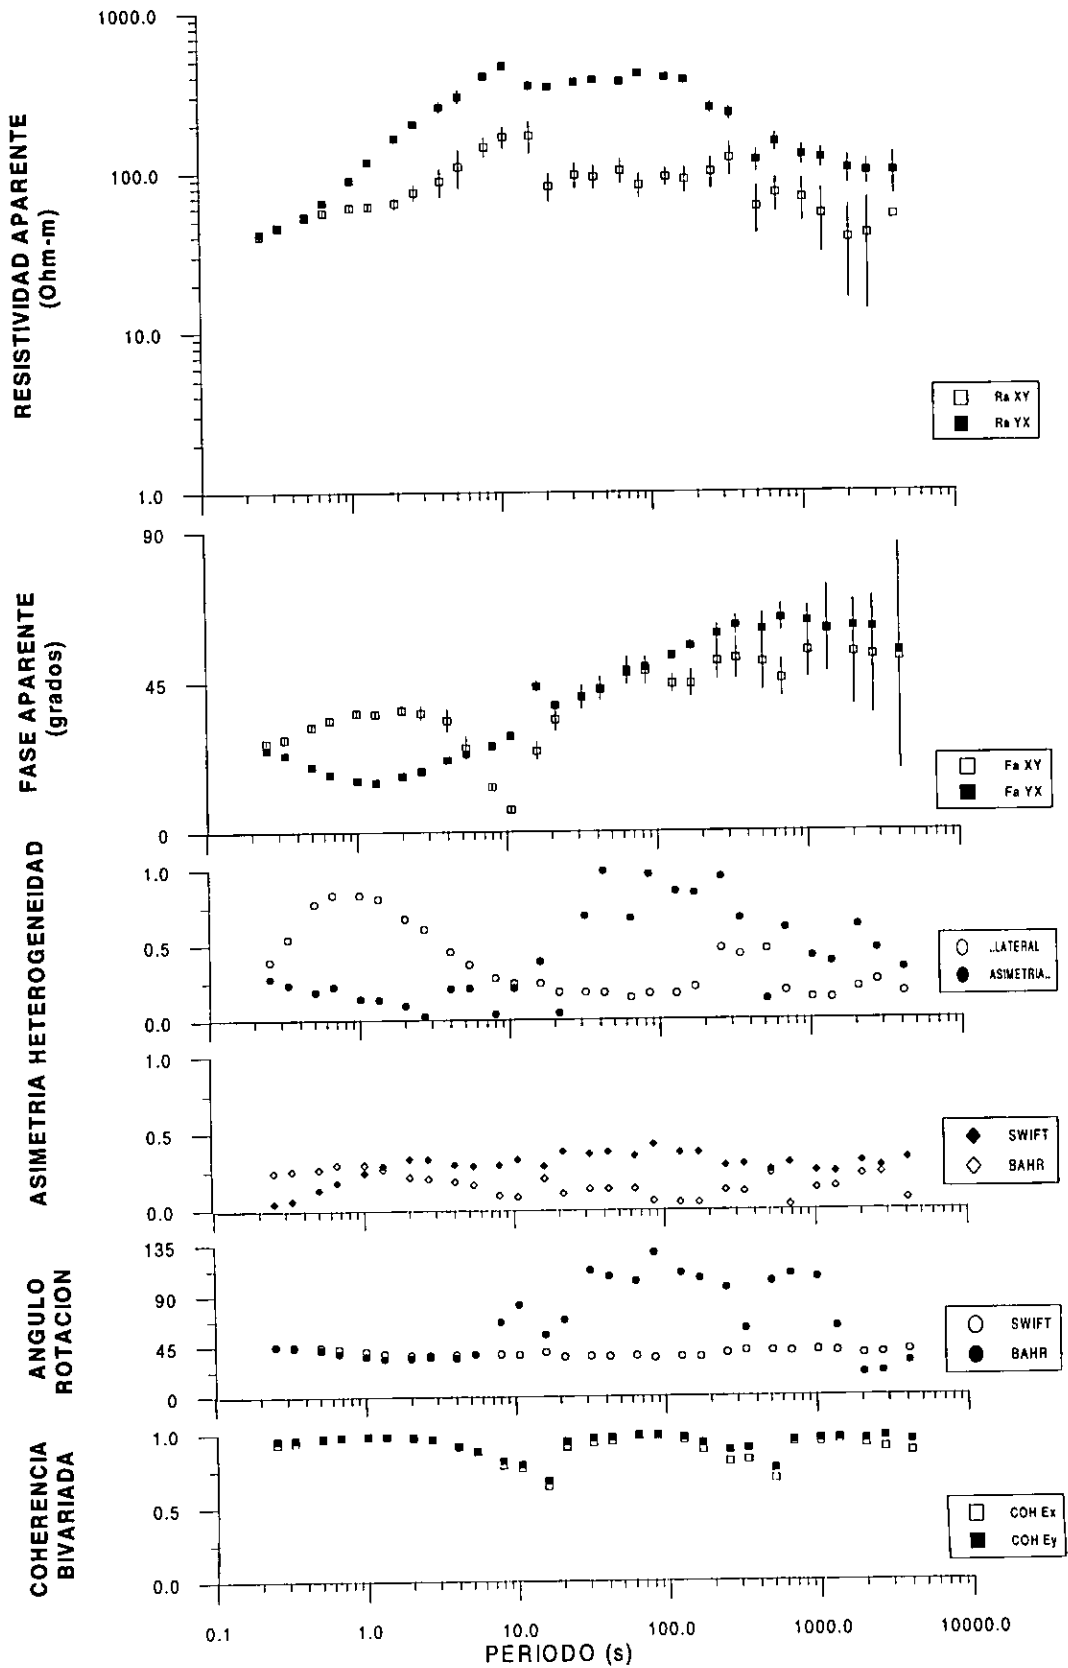 RESISTIVIDAD APARENTE
(Ohm-m)
1000.0
100.0
10.0
1.0
Ra XY
Ra YX
FASE APARENTE
(grados)
90
45
0
Fa XY
Fa YX
ASIMETRIA HETEROGENEIDAD
1.0
0.5
0.0
..LATERAL
ASIMETRIA..
1.0
0.5
0.0
SWIFT
BAHR
ANGULO
ROTACION
135
90
45
0
SWIFT
BAHR
COHERENCIA
BIVARIADA
1.0
0.5
0.0
COH Ex
COH Ey
0.1
1.0
10.0
100.0
1000.0
10000.0
PERIODO (s)